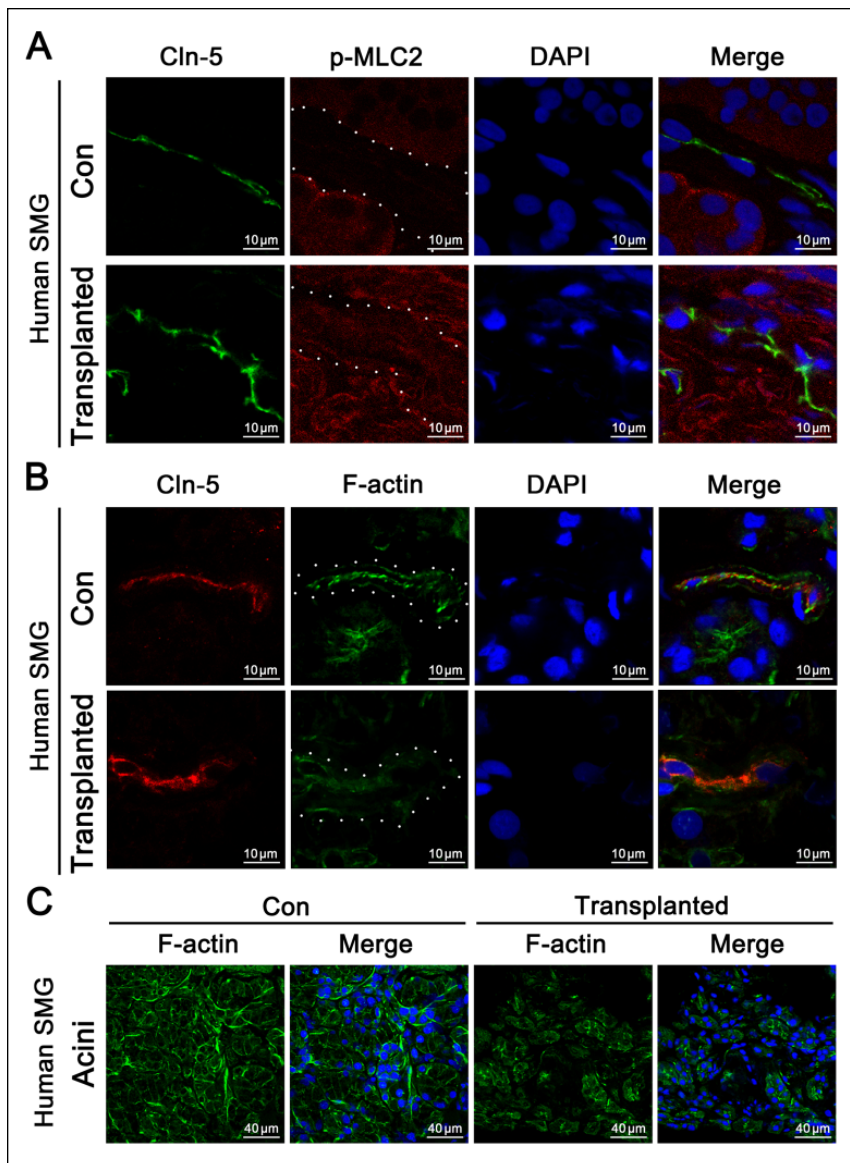 A
Cln-5 p-MLC2 DAPI Merge
Human SMG
Con
10 µm 10 µm 10 µm 10 µm
Transplanted
10 µm 10 µm 10 µm 10 µm
B
Cln-5 F-actin DAPI Merge
Human SMG
Con
10 µm 10 µm 10 µm 10 µm
Transplanted
10 µm 10 µm 10 µm 10 µm
C
Con Transplanted
F-actin Merge F-actin Merge
Human SMG
Acini
40 µm 40 µm 40 µm 40 µm